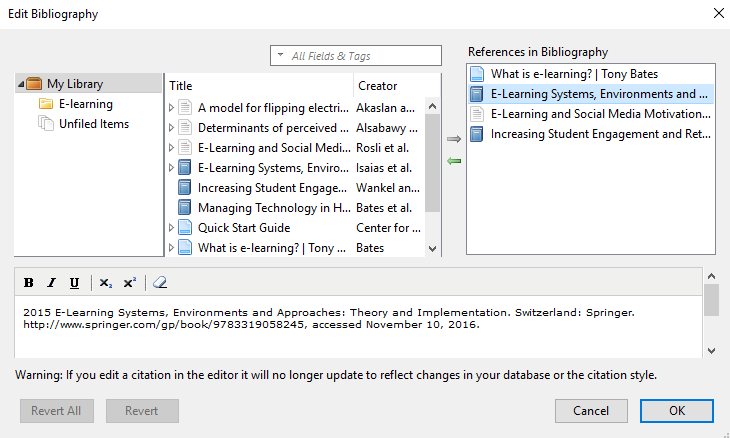 Edit Bibliography
All Fields & Tags
References in Bibliography
My Library
E-learning
Unfiled Items
Title Creator
A model for flipping electri... Akaslan a...
Determinants of perceived ... Alsabawy ...
E-Learning and Social Medi... Rosli et al.
E-Learning Systems, Enviro... Isaias et al.
Increasing Student Engage... Wankel an...
Managing Technology in H... Bates et al.
Quick Start Guide Center for ...
What is e-learning? | Tony ... Bates
What is e-learning? | Tony Bates
E-Learning Systems, Environments and ...
E-Learning and Social Media Motivation...
Increasing Student Engagement and Ret...
B I U X₂ X²
2015 E-Learning Systems, Environments and Approaches: Theory and Implementation. Switzerland: Springer.
http://www.springer.com/gp/book/9783319058245, accessed November 10, 2016.
Warning: If you edit a citation in the editor it will no longer update to reflect changes in your database or the citation style.
Revert All Revert Cancel OK